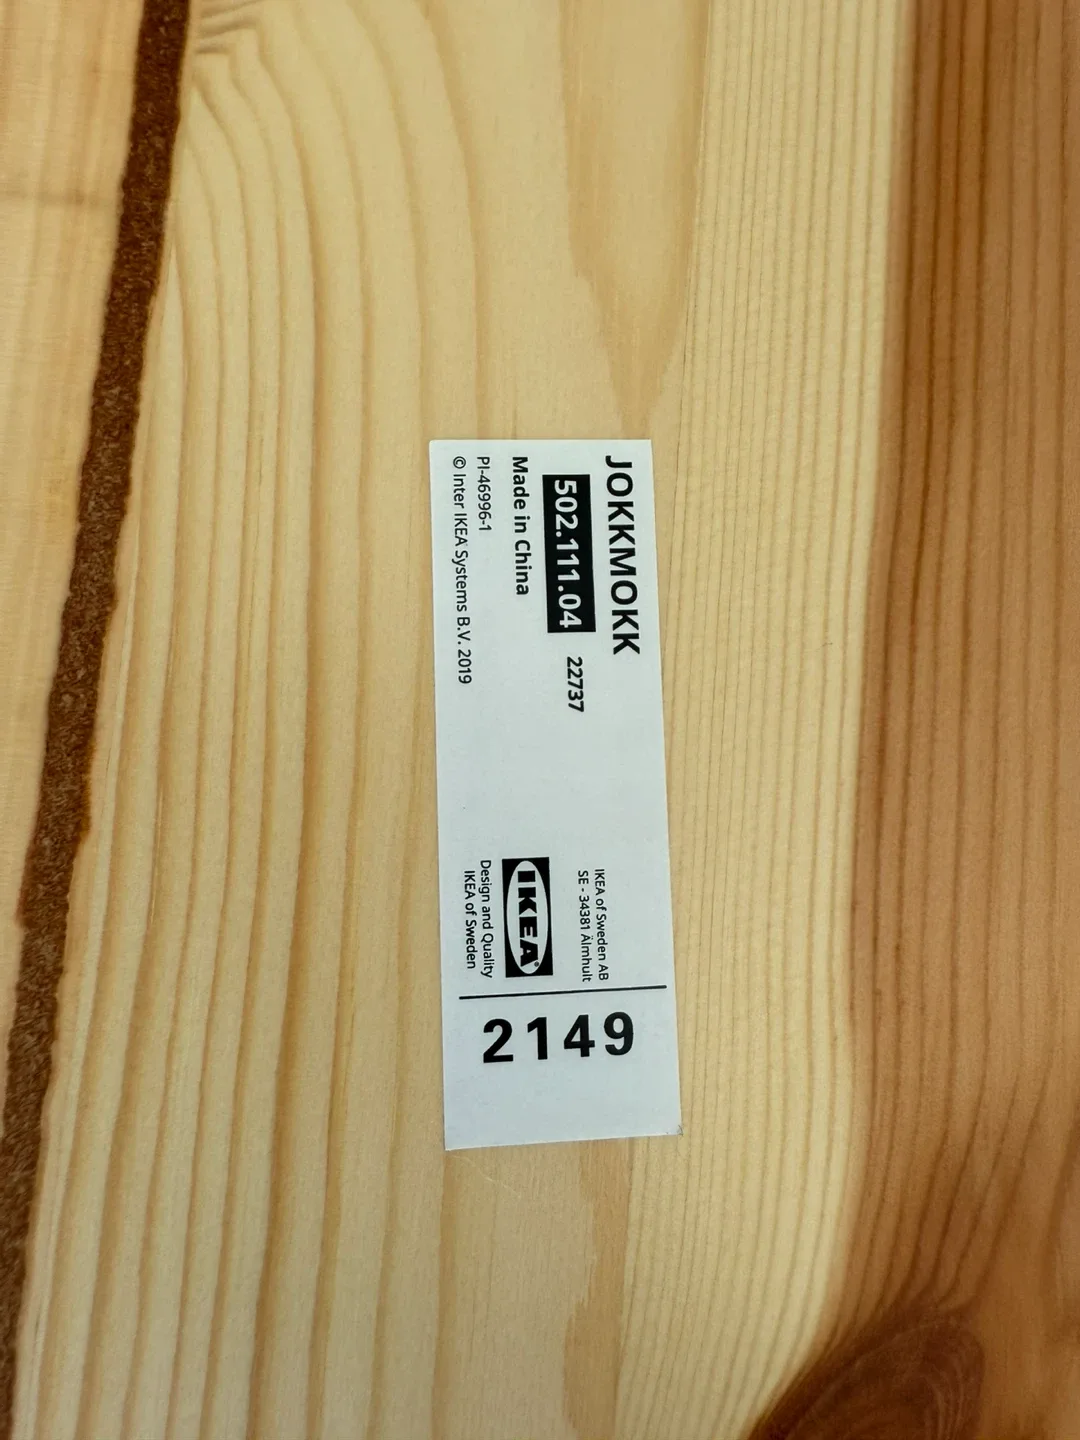 JOKKMOKK
502.111.04 22737
Made in China
PI-46996-1
© Inter IKEA Systems B.V. 2019
IKEA of Sweden AB
SE - 34381 Älmhult
IKEA®
Design and Quality
IKEA of Sweden
2149